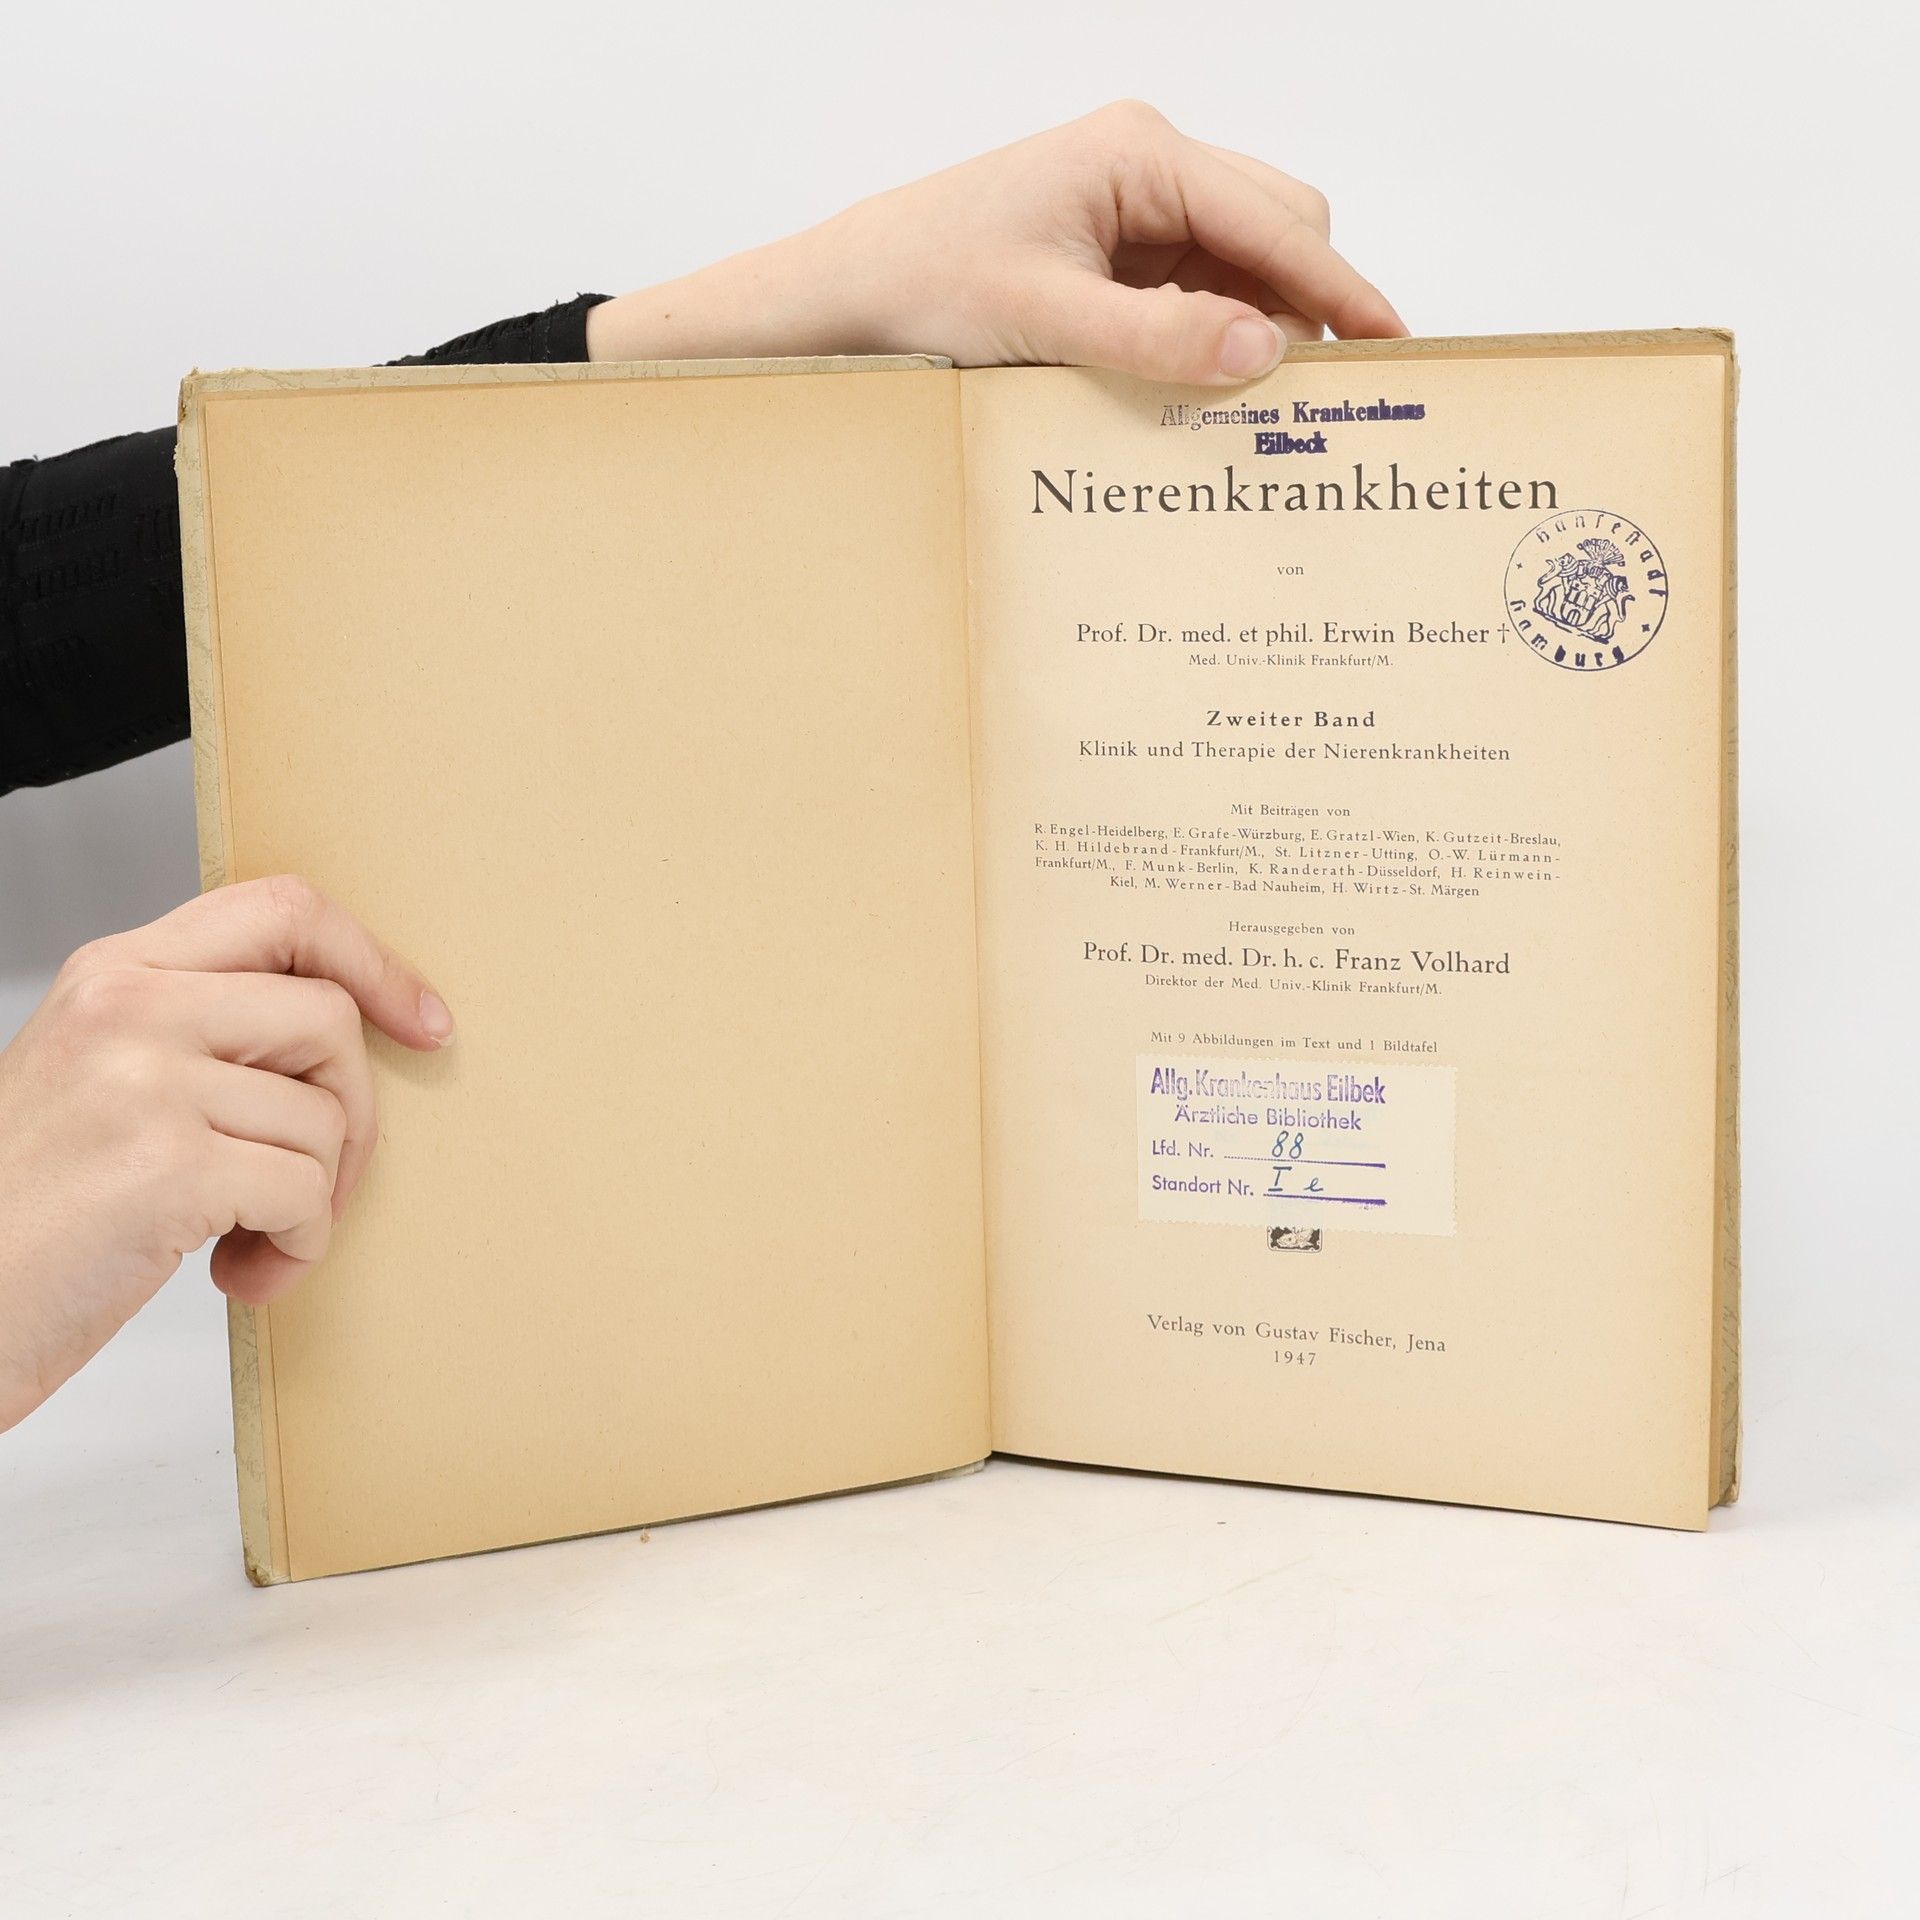 Allgemeines Krankenhaus
Eilbeck
Nierenkrankheiten
Hansestadt
Hamburg
von
Prof. Dr. med. et phil. Erwin Becher †
Med. Univ.-Klinik Frankfurt/M.
Zweiter Band
Klinik und Therapie der Nierenkrankheiten
Mit Beiträgen von
R. Engel-Heidelberg, E. Grafe-Würzburg, E. Gratzl-Wien, K. Gutzeit-Breslau,
K. H. Hildebrand-Frankfurt/M., St. Litzner-Utting, O.-W. Lürmann-
Frankfurt/M., F. Munk-Berlin, K. Randerath-Düsseldorf, H. Reinwein-
Kiel, M. Werner-Bad Nauheim, H. Wirtz-St. Märgen
Herausgegeben von
Prof. Dr. med. Dr. h. c. Franz Volhard
Direktor der Med. Univ.-Klinik Frankfurt/M.
Mit 9 Abbildungen im Text und 1 Bildtafel
Allg. Krankenhaus Eilbek
Ärztliche Bibliothek
Lfd. Nr. 88
Standort Nr. I e
Verlag von Gustav Fischer, Jena
1947